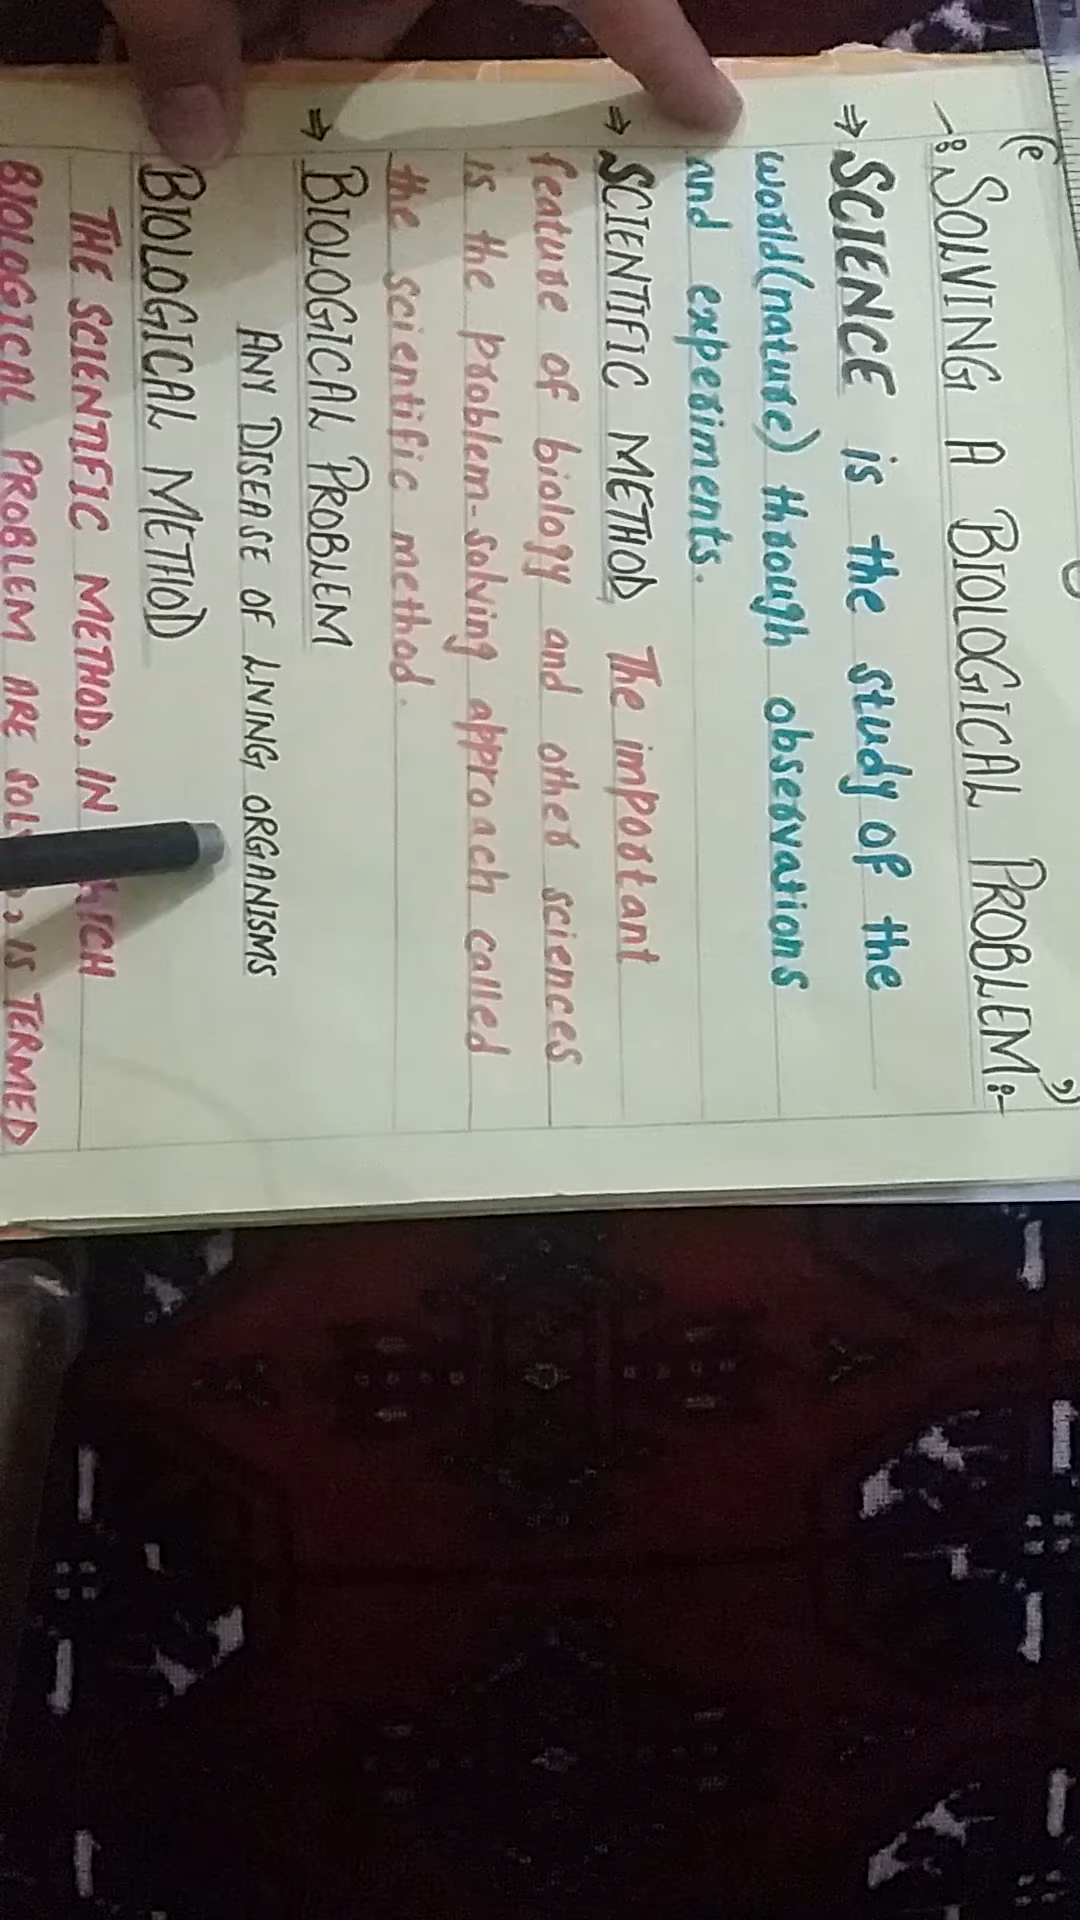 -:SOLVING A BIOLOGICAL PROBLEM:-
⇒ SCIENCE is the study of the
world(nature) through observations
and experiments.
⇒ SCIENTIFIC METHOD The important
feature of biology and other sciences
is the problem-solving approach called
the scientific method.
⇒ BIOLOGICAL PROBLEM
ANY DISEASE OF LIVING ORGANISMS
BIOLOGICAL METHOD
THE SCIENTIFIC METHOD. IN
BIOLOGICAL PROBLEM ARE IS TERMED